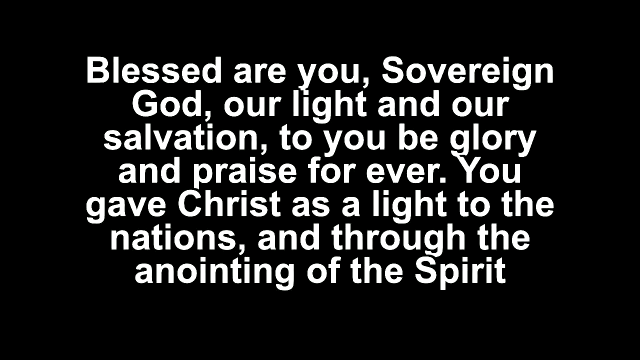 Blessed are you, Sovereign
God, our light and our
salvation, to you be glory
and praise for ever. You
gave Christ as a light to the
nations, and through the
anointing of the Spirit